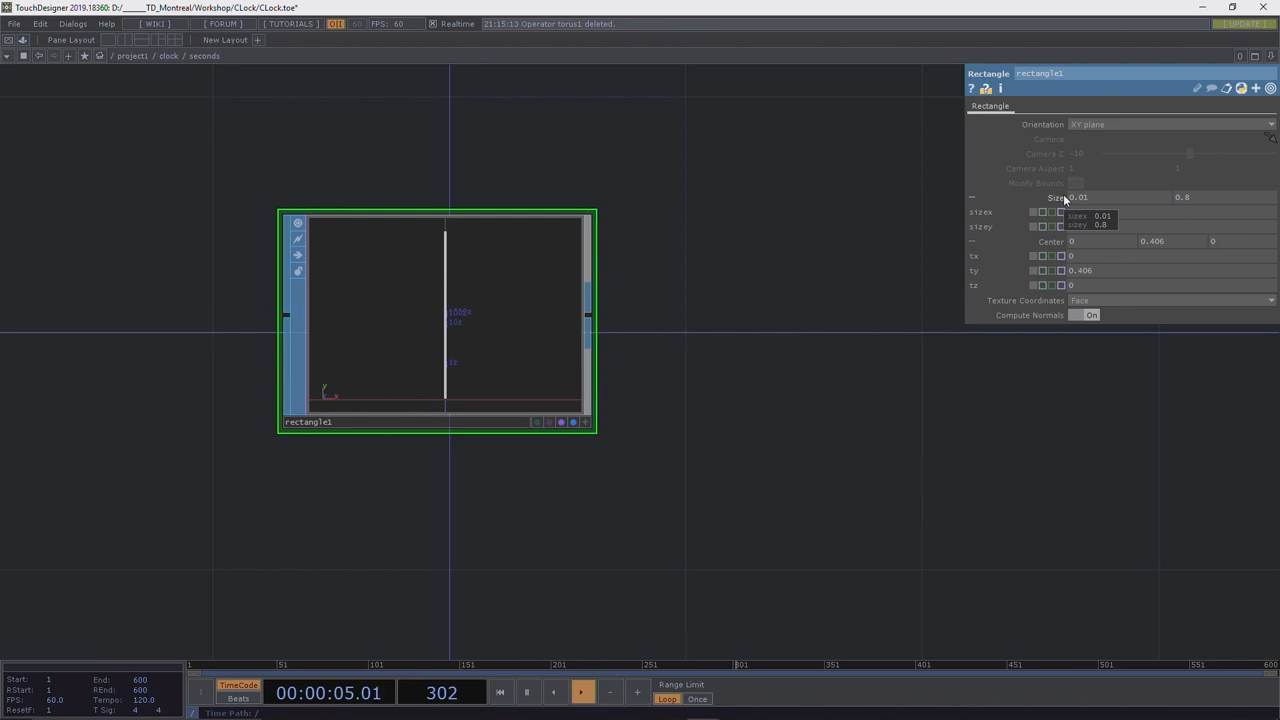 TouchDesigner 2019.18360: D:/______TD_Montreal/Workshop/CLock/CLock.toe*
File Edit Dialogs Help [ WIKI ] [ FORUM ] [ TUTORIALS ] O|I 60 FPS: 60 Realtime 21:15:13 Operator torus1 deleted. [ UPDATE ]
Pane Layout New Layout +
/ project1 / clock / seconds
Rectangle rectangle1
? ? i
Rectangle
Orientation XY plane
Camera
Camera Z -10
Camera Aspect 1 1
Modify Bounds
Size 0.01 0.8
sizex
sizex 0.01
sizey
sizey 0.8
Center 0 0.406 0
tx 0
ty 0.406
tz 0
Texture Coordinates Face
Compute Normals On
10z
1z
y
x
rectangle1
1 51 101 151 201 251 301 351 401 451 501 551 600
Start: 1 End: 600
RStart: 1 REnd: 600
FPS: 60.0 Tempo: 120.0
ResetF: 1 T Sig: 4 4
TimeCode
Beats
00:00:05.01 302
Range Limit
Loop Once
/ Time Path: /